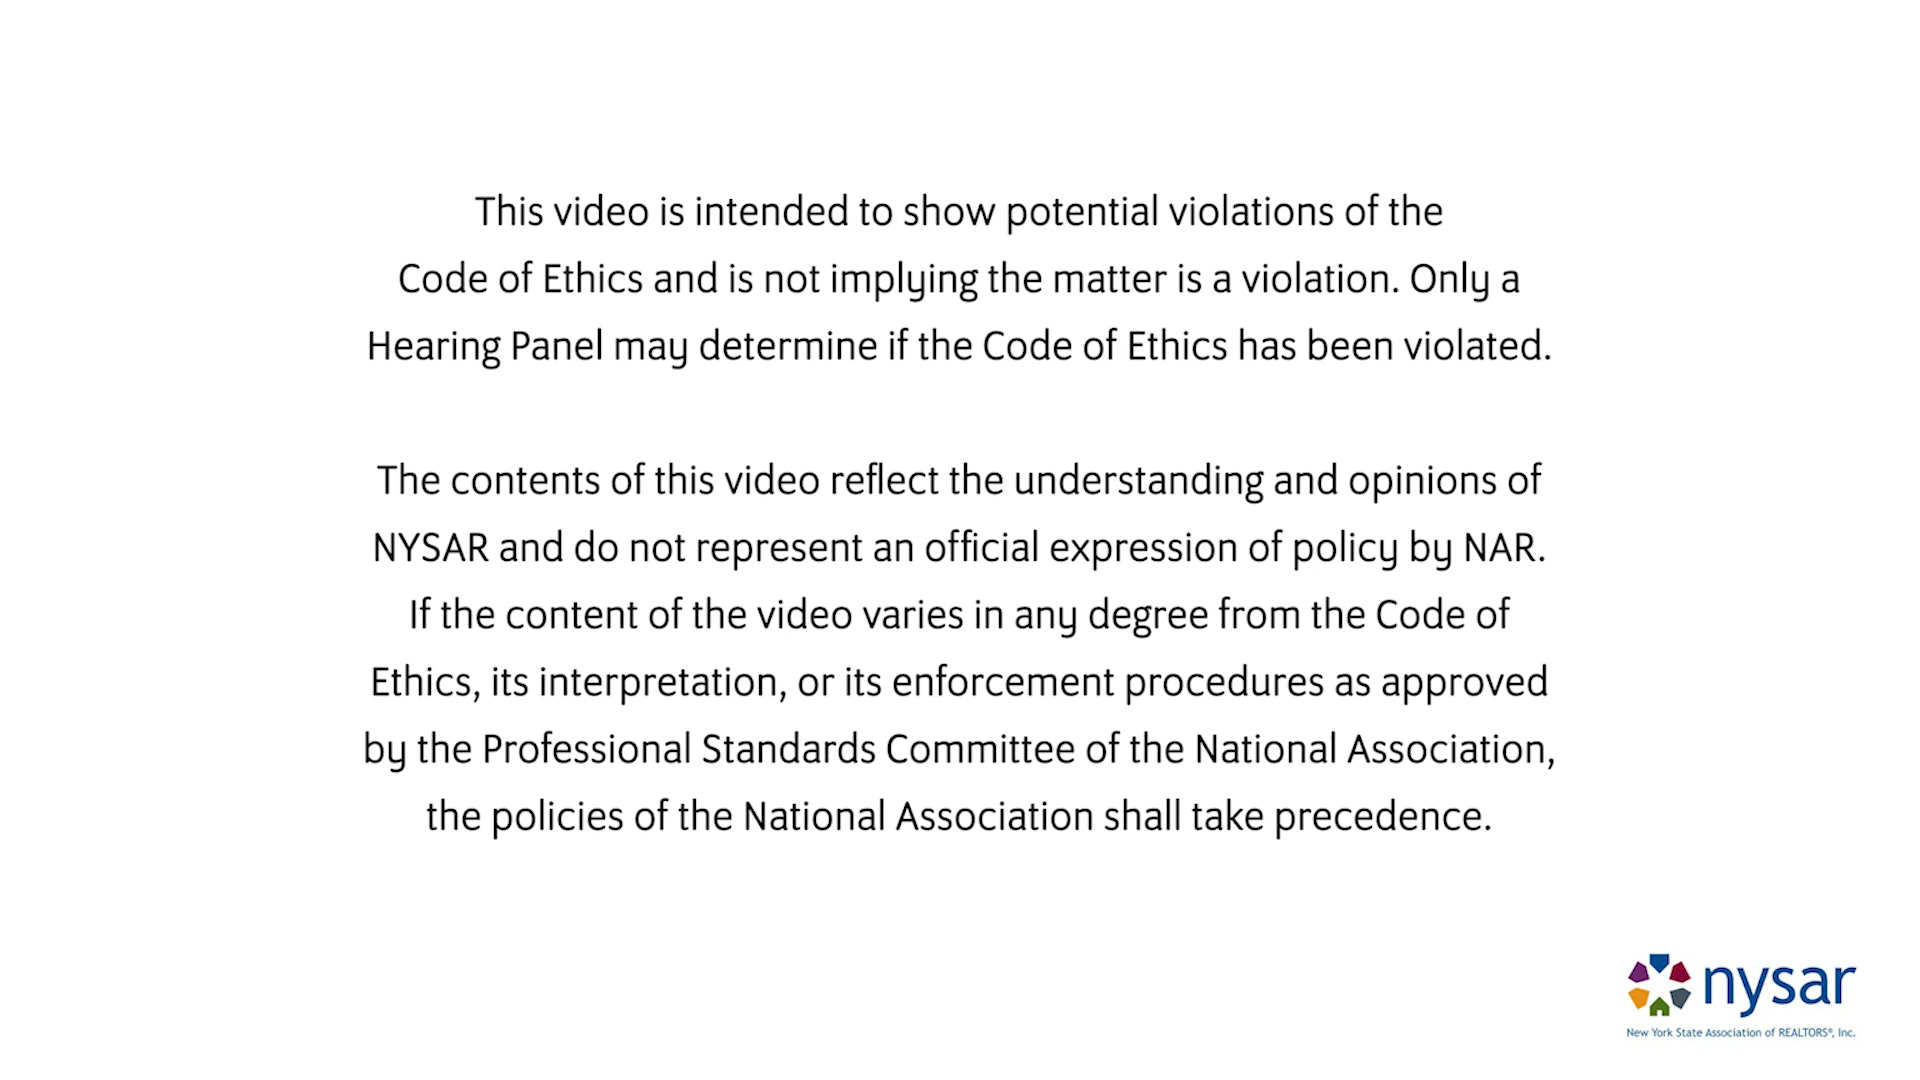 This video is intended to show potential violations of the
Code of Ethics and is not implying the matter is a violation. Only a
Hearing Panel may determine if the Code of Ethics has been violated.
The contents of this video reflect the understanding and opinions of
NYSAR and do not represent an official expression of policy by NAR.
If the content of the video varies in any degree from the Code of
Ethics, its interpretation, or its enforcement procedures as approved
by the Professional Standards Committee of the National Association,
the policies of the National Association shall take precedence.
nysar
New York State Association of REALTORS®, Inc.